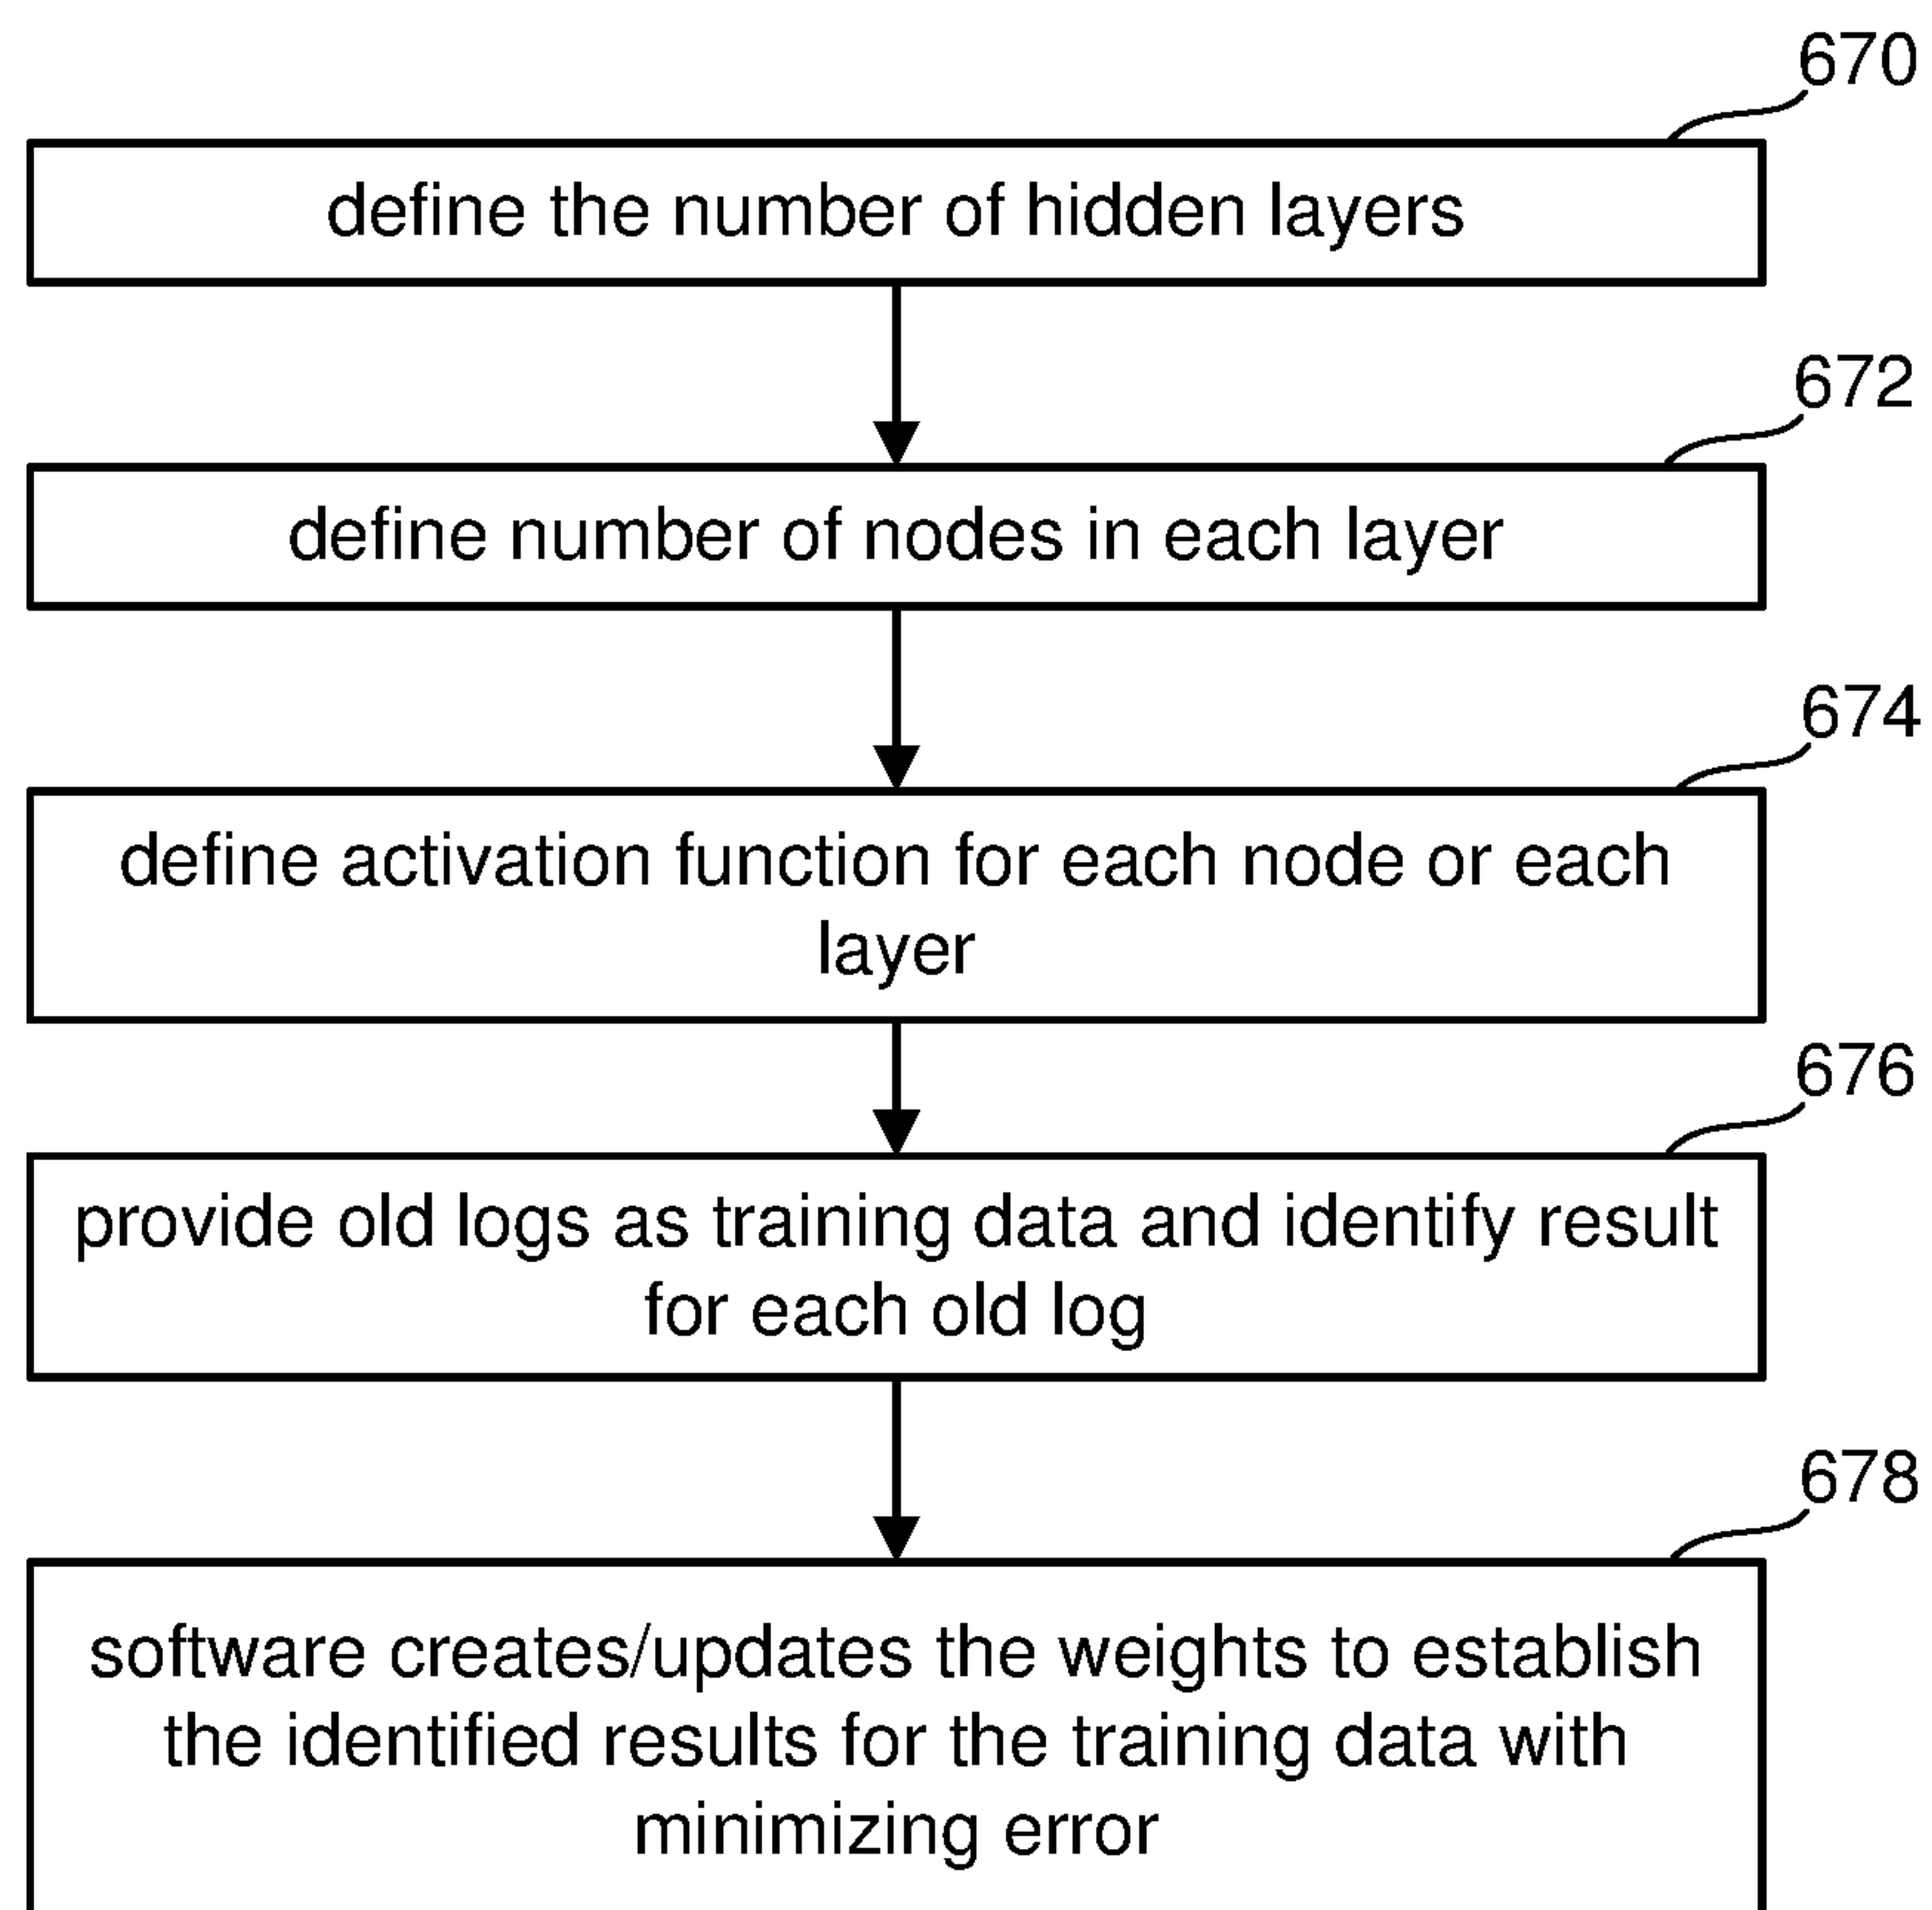 670
define the number of hidden layers
672
define number of nodes in each layer
674
define activation function for each node or each
layer
676
provide old logs as training data and identify result
for each old log
678
software creates/updates the weights to establish
the identified results for the training data with
minimizing error